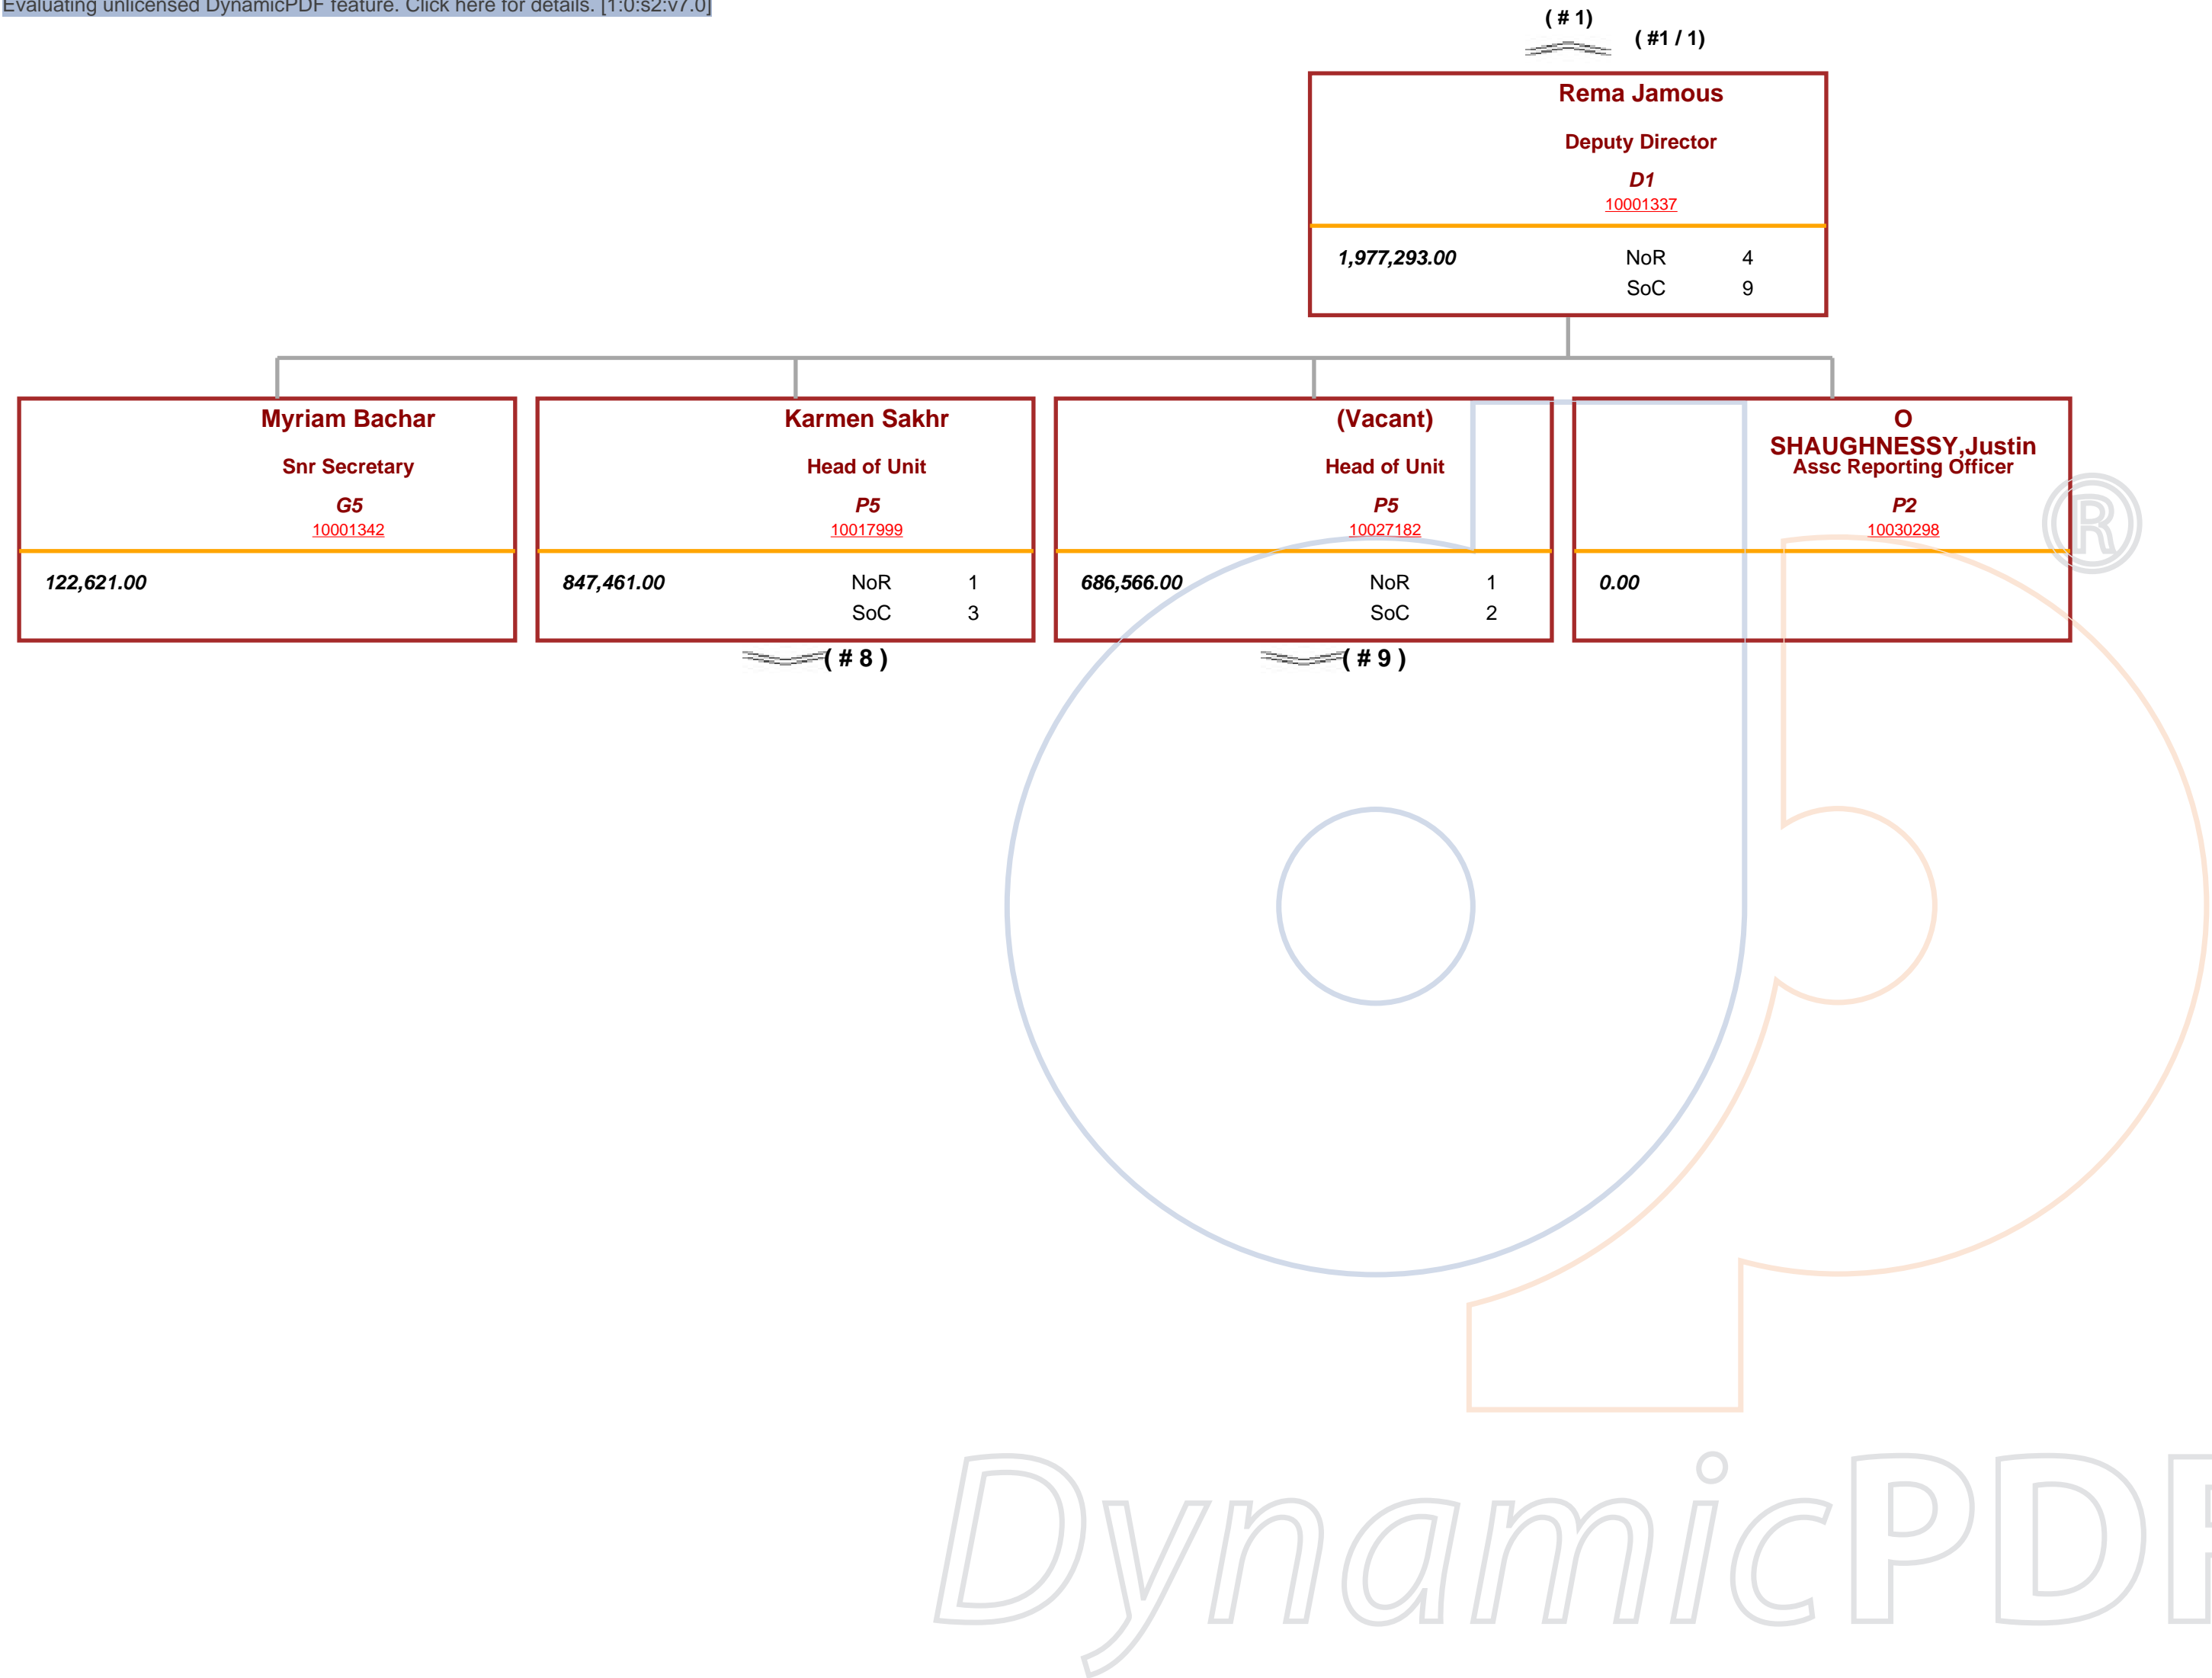 Evaluating unlicensed DynamicPDF feature. Click here for details. [1:0:s2:v7.0]
( # 1)
( #1 / 1)
Rema Jamous
Deputy Director
D1
10001337
1,977,293.00 NoR 4
SoC 9
Myriam Bachar
Snr Secretary
G5
10001342
122,621.00
Karmen Sakhr
Head of Unit
P5
10017999
847,461.00 NoR 1
SoC 3
( # 8 )
(Vacant)
Head of Unit
P5
10027182
686,566.00 NoR 1
SoC 2
( # 9 )
O
SHAUGHNESSY,Justin
Assc Reporting Officer
P2
10030298
0.00
®
DynamicPDF